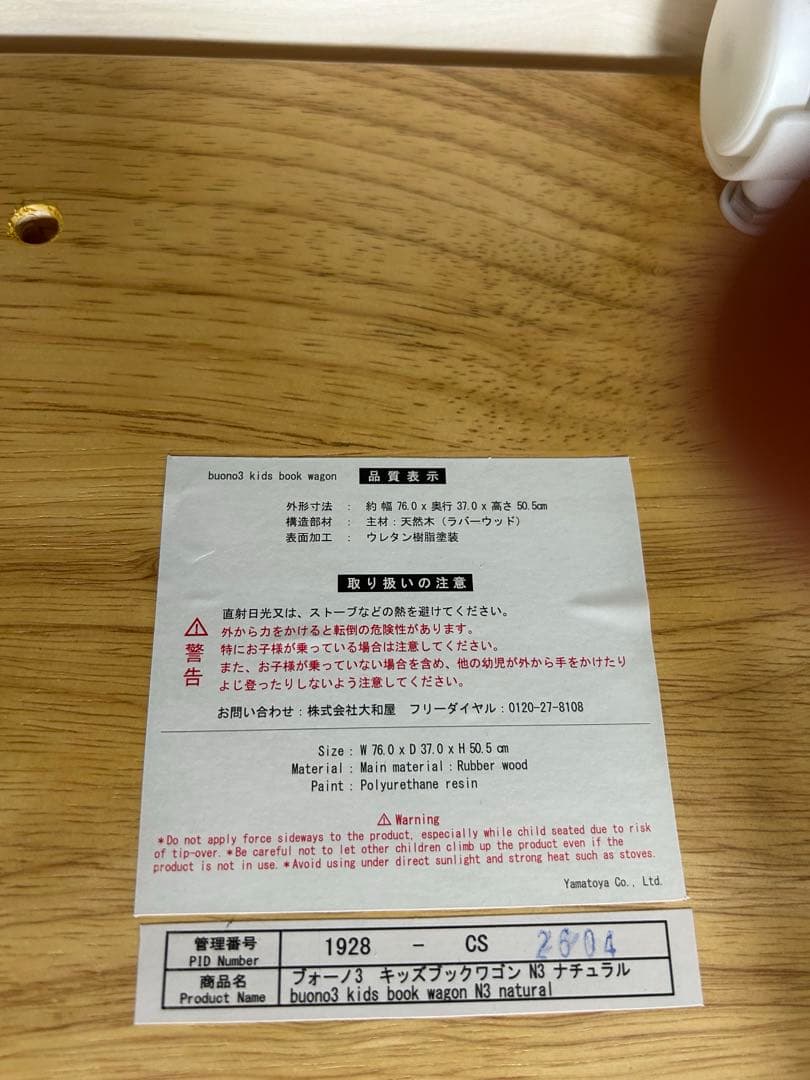 buono3 kids book wagon 品質表示
外形寸法 : 約 幅 76.0 x 奥行 37.0 x 高さ 50.5㎝
構造部材 : 主材:天然木(ラバーウッド)
表面加工 : ウレタン樹脂塗装
取り扱いの注意
直射日光又は、ストーブなどの熱を避けてください。
⚠警告 外から力をかけると転倒の危険性があります。
特にお子様が乗っている場合は注意してください。
また、お子様が乗っていない場合を含め、他の幼児が外から手をかけたり
よじ登ったりしないよう注意してください。
お問い合わせ:株式会社大和屋 フリーダイヤル:0120-27-8108
Size : W 76.0 x D 37.0 x H 50.5 ㎝
Material : Main material : Rubber wood
Paint : Polyurethane resin
⚠ Warning
*Do not apply force sideways to the product, especially while child seated due to risk
of tip-over. *Be careful not to let other children climb up the product even if the
product is not in use. *Avoid using under direct sunlight and strong heat such as stoves.
Yamatoya Co., Ltd.
管理番号 1928 - CS 2604
PID Number
商品名 ブォーノ3 キッズブックワゴン N3 ナチュラル
Product Name buono3 kids book wagon N3 natural